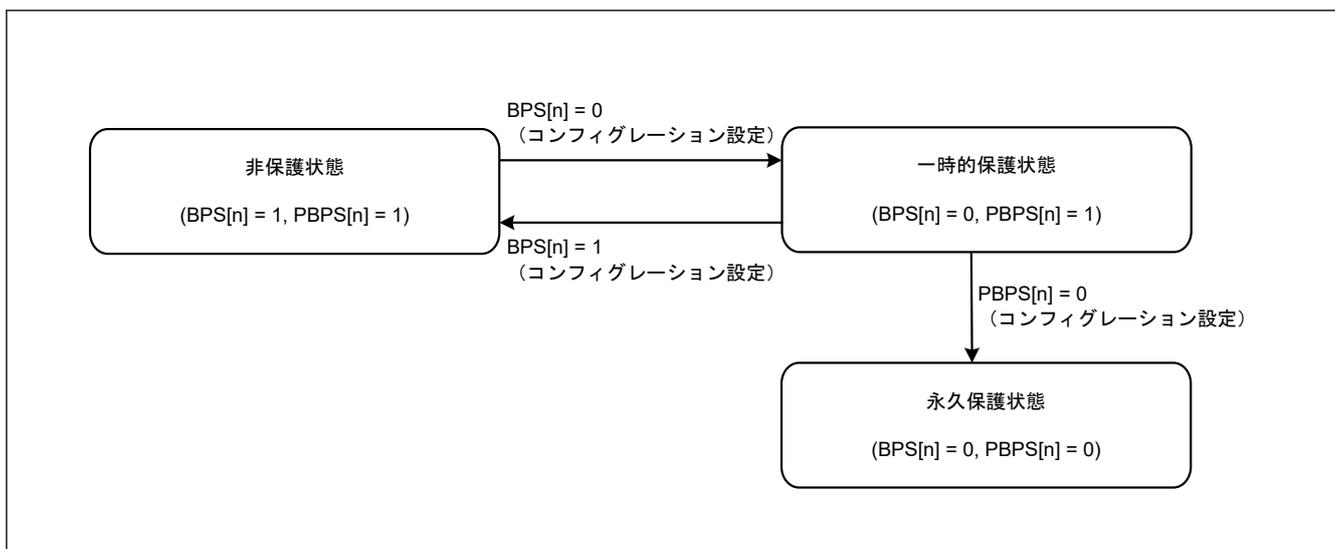 BPS[n] = 0
（コンフィグレーション設定）
非保護状態
(BPS[n] = 1, PBPS[n] = 1)
一時的保護状態
(BPS[n] = 0, PBPS[n] = 1)
BPS[n] = 1
（コンフィグレーション設定）
PBPS[n] = 0
（コンフィグレーション設定）
永久保護状態
(BPS[n] = 0, PBPS[n] = 0)